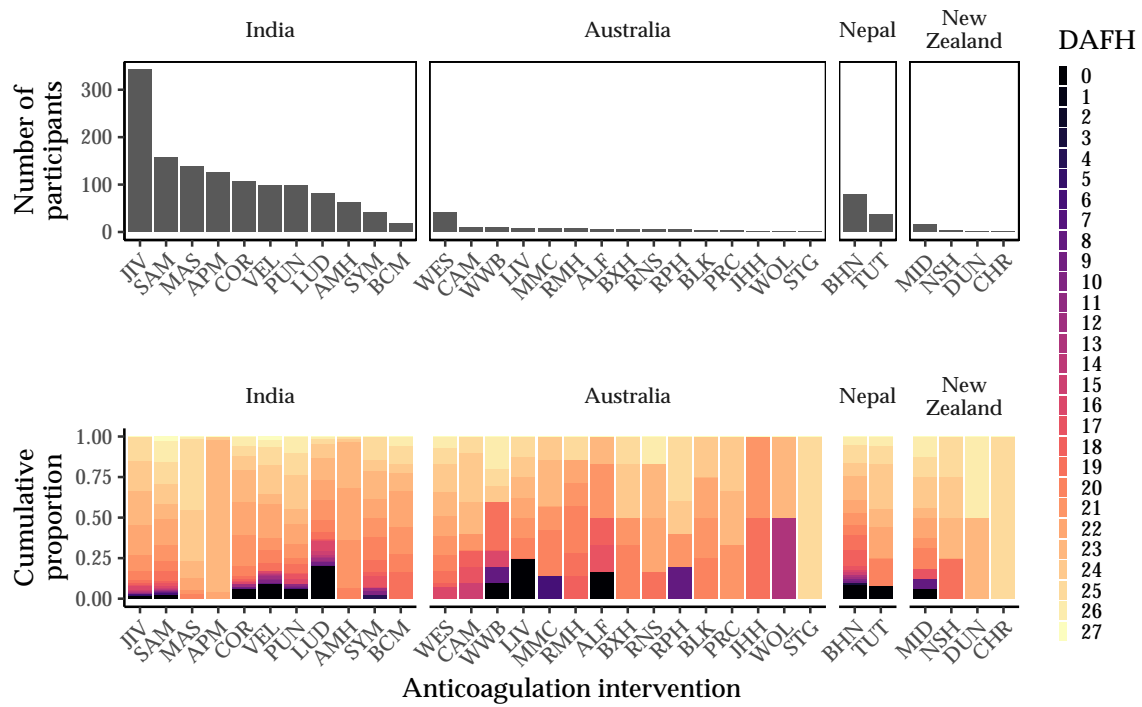 India
Australia
Nepal
New
Zealand
Number of
participants
300
200
100
0
JIV
SAM
MAS
APM
COR
VEL
PUN
LUD
AMH
SYM
BCM
WES
CAM
WWB
LIV
MMC
RMH
ALF
BXH
RNS
RPH
BLK
PRC
JHH
WOL
STG
BHN
TUT
MID
NSH
DUN
CHR
India
Australia
Nepal
New
Zealand
Cumulative
proportion
1.00
0.75
0.50
0.25
0.00
JIV
SAM
MAS
APM
COR
VEL
PUN
LUD
AMH
SYM
BCM
WES
CAM
WWB
LIV
MMC
RMH
ALF
BXH
RNS
RPH
BLK
PRC
JHH
WOL
STG
BHN
TUT
MID
NSH
DUN
CHR
Anticoagulation intervention
DAFH
0
1
2
3
4
5
6
7
8
9
10
11
12
13
14
15
16
17
18
19
20
21
22
23
24
25
26
27